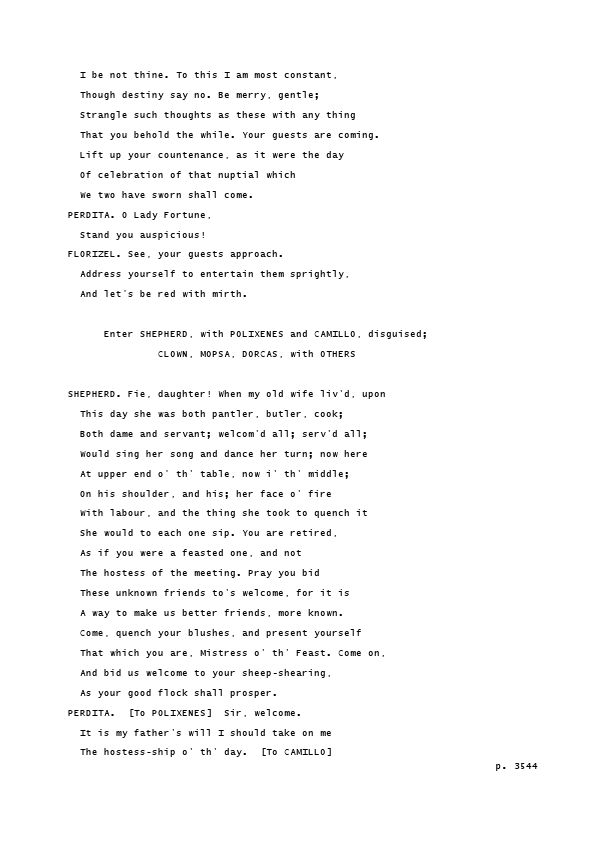 I be not thine. To this I am most constant,
Though destiny say no. Be merry, gentle;
Strangle such thoughts as these with any thing
That you behold the while. Your guests are coming.
Lift up your countenance, as it were the day
Of celebration of that nuptial which
We two have sworn shall come.
PERDITA. O Lady Fortune,
Stand you auspicious!
FLORIZEL. See, your guests approach.
Address yourself to entertain them sprightly,
And let's be red with mirth.
Enter SHEPHERD, with POLIXENES and CAMILLO, disguised;
CLOWN, MOPSA, DORCAS, with OTHERS
SHEPHERD. Fie, daughter! When my old wife liv'd, upon
This day she was both pantler, butler, cook;
Both dame and servant; welcom'd all; serv'd all;
Would sing her song and dance her turn; now here
At upper end o' th' table, now i' th' middle;
On his shoulder, and his; her face o' fire
With labour, and the thing she took to quench it
She would to each one sip. You are retired,
As if you were a feasted one, and not
The hostess of the meeting. Pray you bid
These unknown friends to's welcome, for it is
A way to make us better friends, more known.
Come, quench your blushes, and present yourself
That which you are, Mistress o' th' Feast. Come on,
And bid us welcome to your sheep-shearing,
As your good flock shall prosper.
PERDITA.  [To POLIXENES]  Sir, welcome.
It is my father's will I should take on me
The hostess-ship o' th' day.  [To CAMILLO]
p. 3544